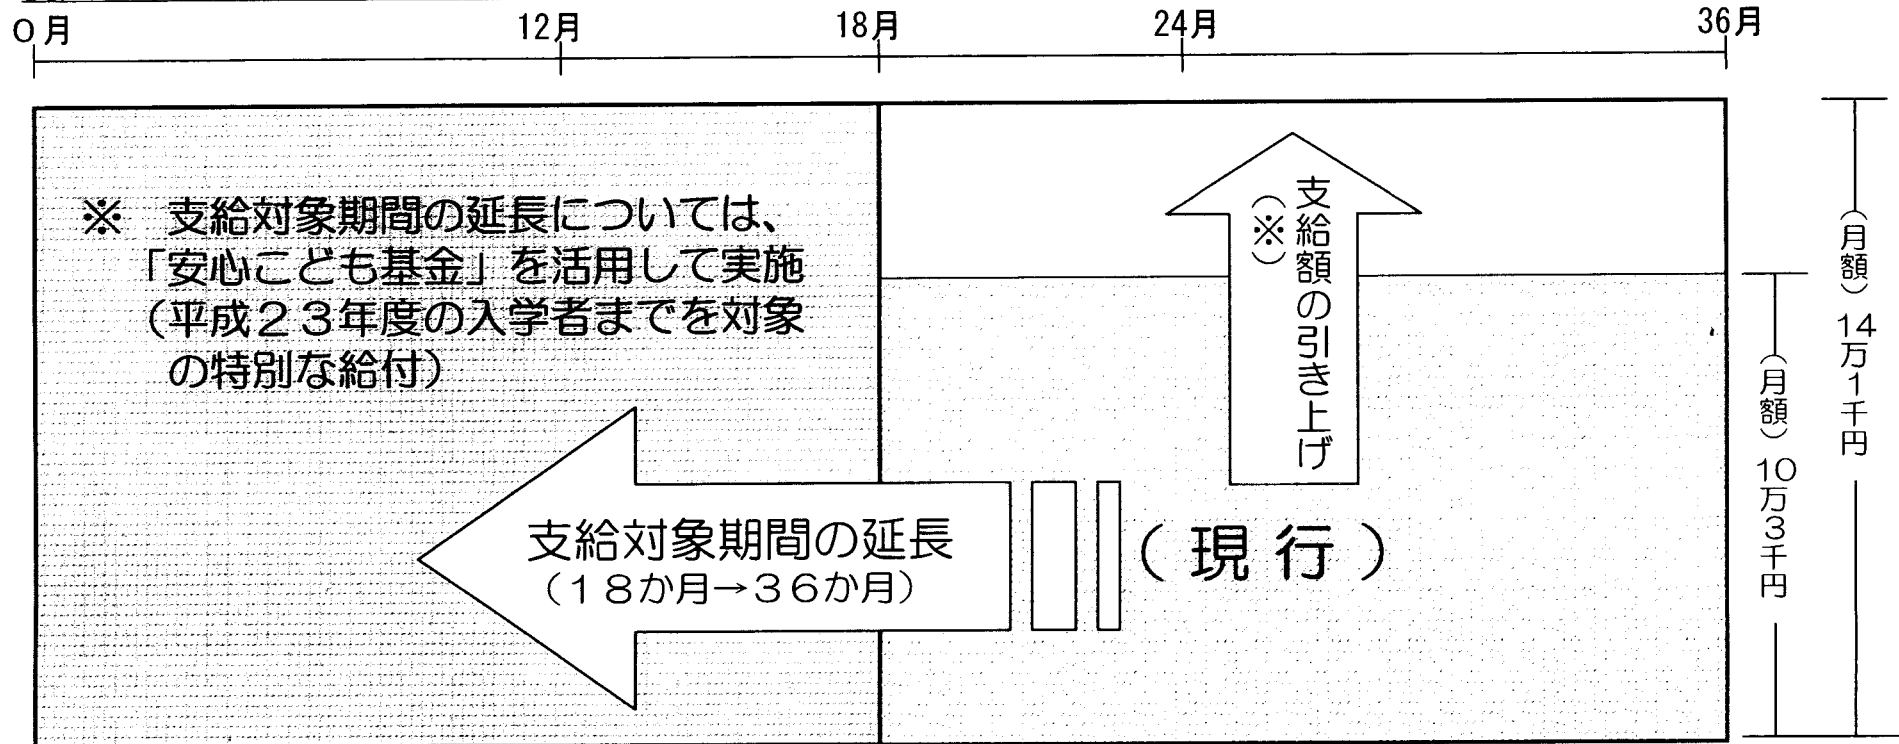 ０月
12月
18月
24月
36月
※　支給対象期間の延長については、
「安心こども基金」を活用して実施
（平成２３年度の入学者までを対象
の特別な給付）
支給額の引き上げ
（※）
支給対象期間の延長
（１８か月→３６か月）
（ 現 行 ）
（月額）14万１千円
（月額）10万３千円